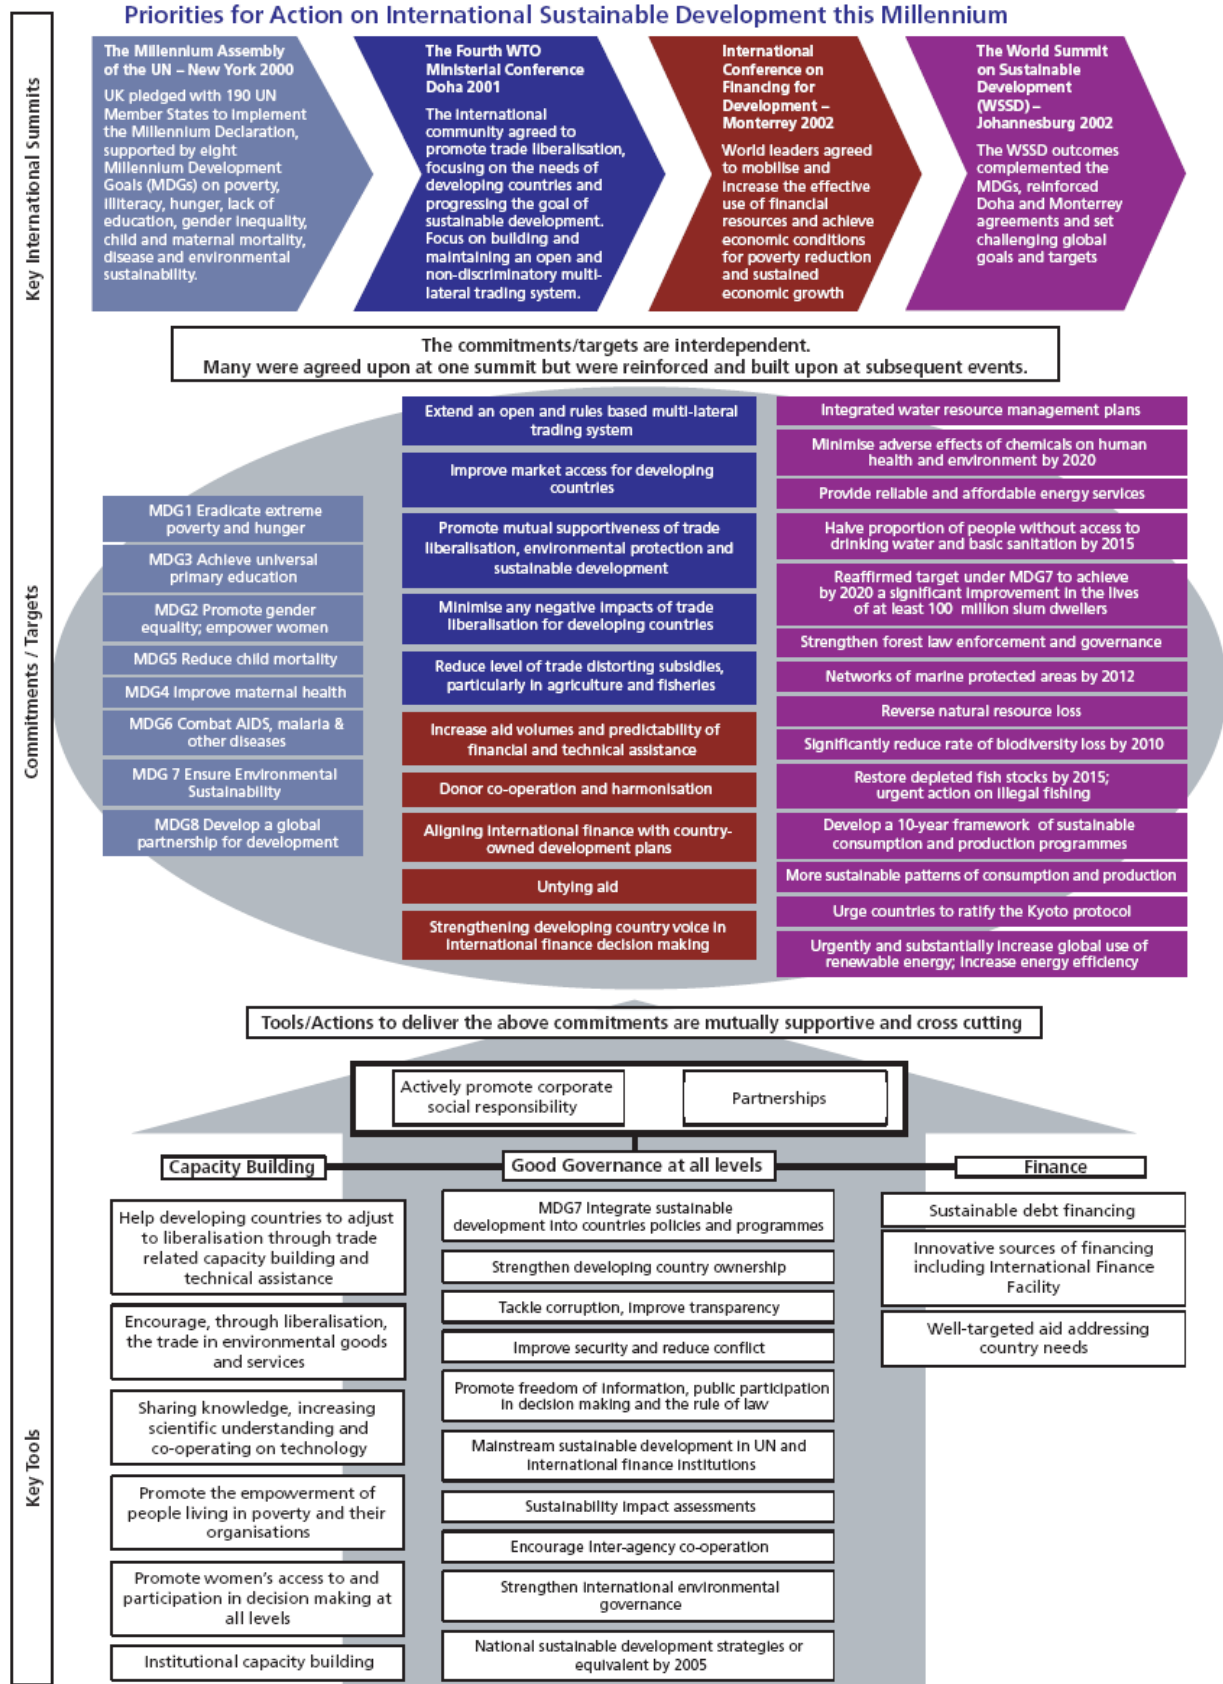 Priorities for Action on International Sustainable Development this Millennium
Key International Summits
The Millennium Assembly
of the UN – New York 2000
UK pledged with 190 UN
Member States to implement
the Millennium Declaration,
supported by eight
Millennium Development
Goals (MDGs) on poverty,
illiteracy, hunger, lack of
education, gender inequality,
child and maternal mortality,
disease and environmental
sustainability.
The Fourth WTO
Ministerial Conference
Doha 2001
The international
community agreed to
promote trade liberalisation,
focusing on the needs of
developing countries and
progressing the goal of
sustainable development.
Focus on building and
maintaining an open and
non-discriminatory multi-
lateral trading system.
International
Conference on
Financing for
Development –
Monterrey 2002
World leaders agreed
to mobilise and
increase the effective
use of financial
resources and achieve
economic conditions
for poverty reduction
and sustained
economic growth
The World Summit
on Sustainable
Development
(WSSD) –
Johannesburg 2002
The WSSD outcomes
complemented the
MDGs, reinforced
Doha and Monterrey
agreements and set
challenging global
goals and targets
The commitments/targets are interdependent.
Many were agreed upon at one summit but were reinforced and built upon at subsequent events.
Commitments / Targets
MDG1 Eradicate extreme
poverty and hunger
MDG3 Achieve universal
primary education
MDG2 Promote gender
equality; empower women
MDG5 Reduce child mortality
MDG4 Improve maternal health
MDG6 Combat AIDS, malaria &
other diseases
MDG 7 Ensure Environmental
Sustainability
MDG8 Develop a global
partnership for development
Extend an open and rules based multi-lateral
trading system
Improve market access for developing
countries
Promote mutual supportiveness of trade
liberalisation, environmental protection and
sustainable development
Minimise any negative impacts of trade
liberalisation for developing countries
Reduce level of trade distorting subsidies,
particularly in agriculture and fisheries
Increase aid volumes and predictability of
financial and technical assistance
Donor co-operation and harmonisation
Aligning international finance with country-
owned development plans
Untying aid
Strengthening developing country voice in
international finance decision making
Integrated water resource management plans
Minimise adverse effects of chemicals on human
health and environment by 2020
Provide reliable and affordable energy services
Halve proportion of people without access to
drinking water and basic sanitation by 2015
Reaffirmed target under MDG7 to achieve
by 2020 a significant improvement in the lives
of at least 100 million slum dwellers
Strengthen forest law enforcement and governance
Networks of marine protected areas by 2012
Reverse natural resource loss
Significantly reduce rate of biodiversity loss by 2010
Restore depleted fish stocks by 2015;
urgent action on illegal fishing
Develop a 10-year framework of sustainable
consumption and production programmes
More sustainable patterns of consumption and production
Urge countries to ratify the Kyoto protocol
Urgently and substantially increase global use of
renewable energy; increase energy efficiency
Tools/Actions to deliver the above commitments are mutually supportive and cross cutting
Actively promote corporate
social responsibility
Partnerships
Key Tools
Capacity Building
Help developing countries to adjust
to liberalisation through trade
related capacity building and
technical assistance
Encourage, through liberalisation,
the trade in environmental goods
and services
Sharing knowledge, increasing
scientific understanding and
co-operating on technology
Promote the empowerment of
people living in poverty and their
organisations
Promote women's access to and
participation in decision making at
all levels
Institutional capacity building
Good Governance at all levels
MDG7 Integrate sustainable
development into countries policies and programmes
Strengthen developing country ownership
Tackle corruption, improve transparency
Improve security and reduce conflict
Promote freedom of information, public participation
in decision making and the rule of law
Mainstream sustainable development in UN and
international finance institutions
Sustainability impact assessments
Encourage inter-agency co-operation
Strengthen international environmental
governance
National sustainable development strategies or
equivalent by 2005
Finance
Sustainable debt financing
Innovative sources of financing
including International Finance
Facility
Well-targeted aid addressing
country needs